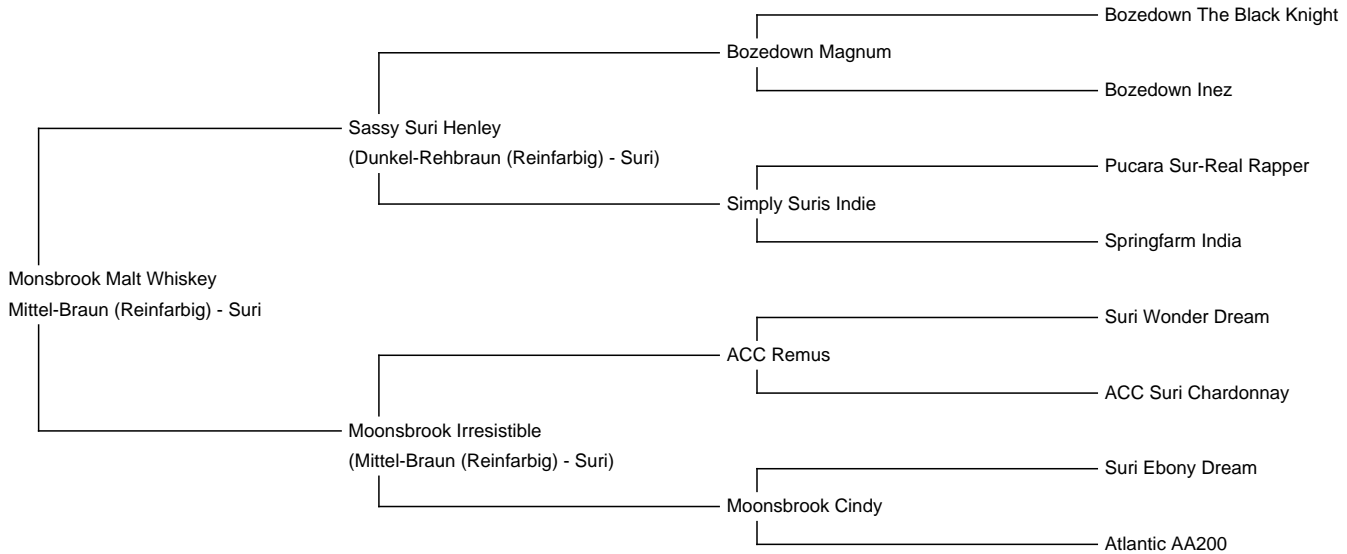 Bozedown The Black Knight
Bozedown Magnum
Bozedown Inez
Sassy Suri Henley
(Dunkel-Rehbraun (Reinfarbig) - Suri)
Pucara Sur-Real Rapper
Simply Suris Indie
Springfarm India
Monsbrook Malt Whiskey
Mittel-Braun (Reinfarbig) - Suri
Suri Wonder Dream
ACC Remus
ACC Suri Chardonnay
Moonsbrook Irresistible
(Mittel-Braun (Reinfarbig) - Suri)
Suri Ebony Dream
Moonsbrook Cindy
Atlantic AA200